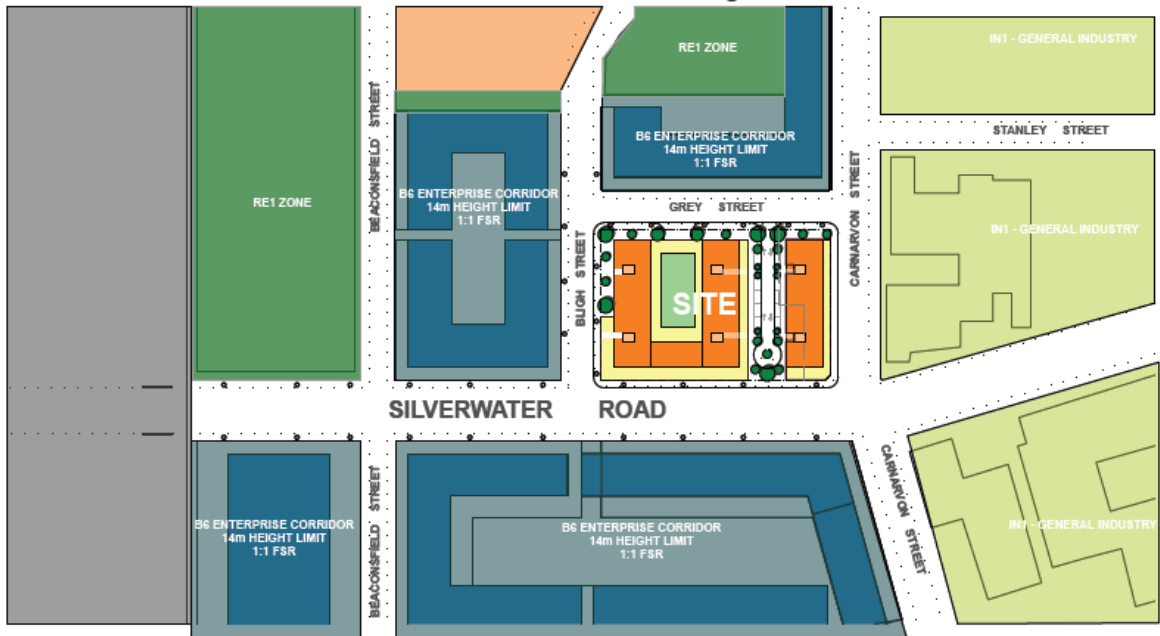 RE1 ZONE
IN1 - GENERAL INDUSTRY
STANLEY STREET
B6 ENTERPRISE CORRIDOR
14m HEIGHT LIMIT
1:1 FSR
BEACONSFIELD STREET
RE1 ZONE
B6 ENTERPRISE CORRIDOR
14m HEIGHT LIMIT
1:1 FSR
GREY STREET
CARNARVON STREET
IN1 - GENERAL INDUSTRY
BLIGH STREET
SITE
SILVERWATER ROAD
BEACONSFIELD STREET
B6 ENTERPRISE CORRIDOR
14m HEIGHT LIMIT
1:1 FSR
B6 ENTERPRISE CORRIDOR
14m HEIGHT LIMIT
1:1 FSR
CARNARVON STREET
IN1 - GENERAL INDUSTRY